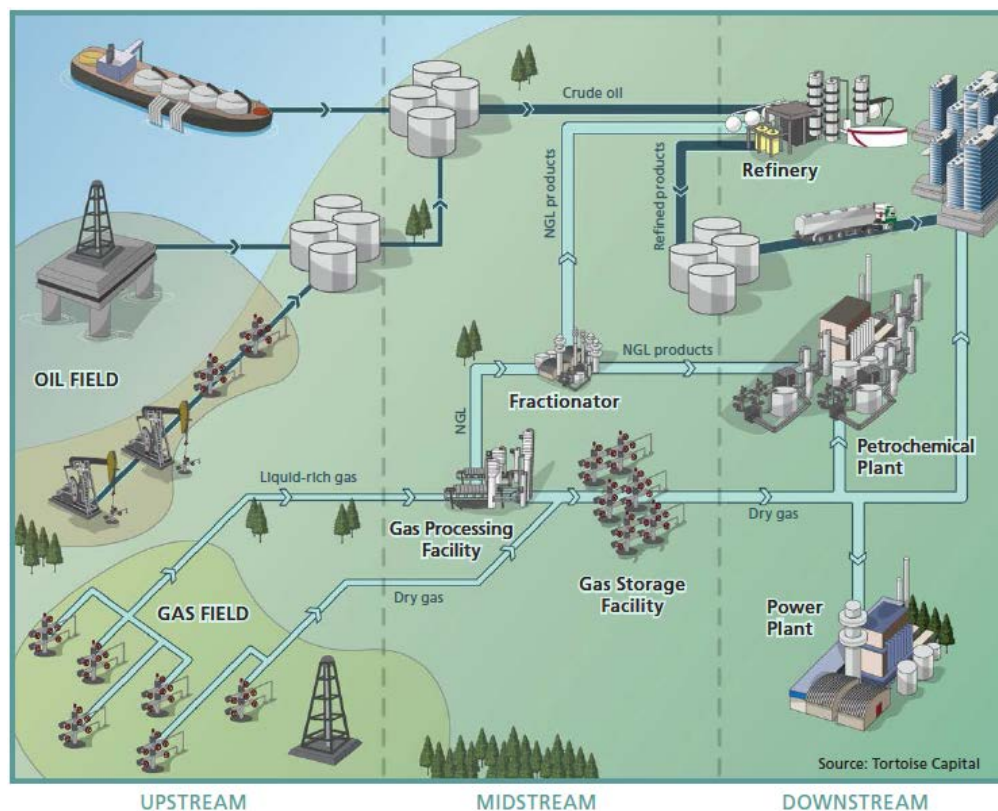 Crude oil
NGL products
Refined products
Refinery
OIL FIELD
NGL products
Fractionator
NGL
Petrochemical
Plant
Liquid-rich gas
Gas Processing
Facility
Dry gas
Gas Storage
Facility
GAS FIELD
Dry gas
Power
Plant
Source: Tortoise Capital
UPSTREAM
MIDSTREAM
DOWNSTREAM